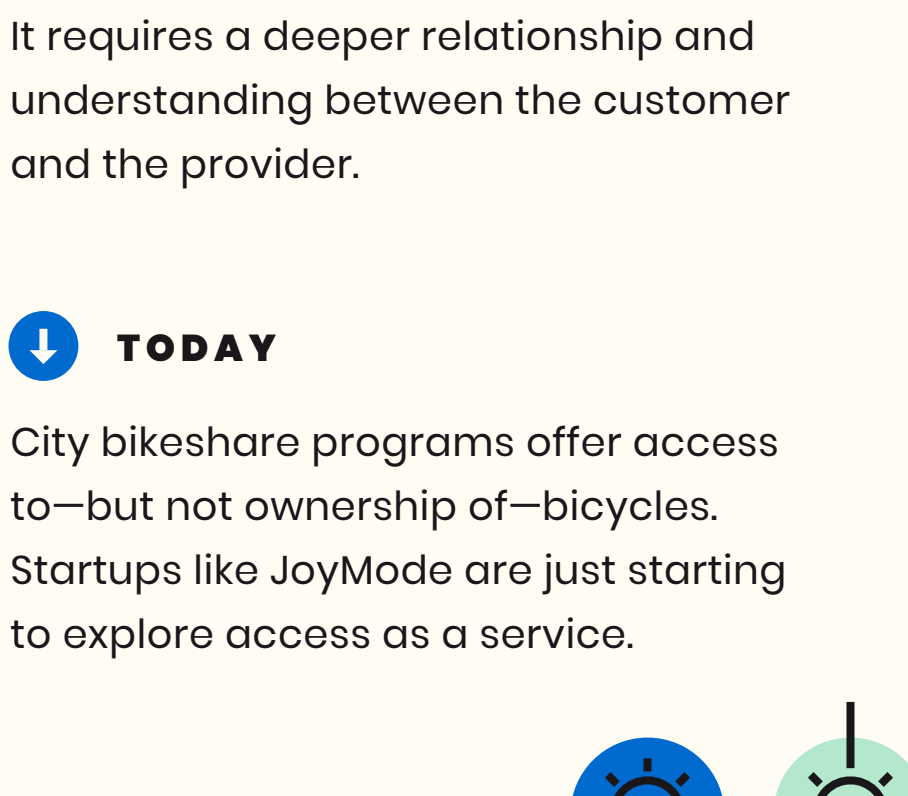 It requires a deeper relationship and
understanding between the customer
and the provider.
TODAY
City bikeshare programs offer access
to—but not ownership of—bicycles.
Startups like JoyMode are just starting
to explore access as a service.